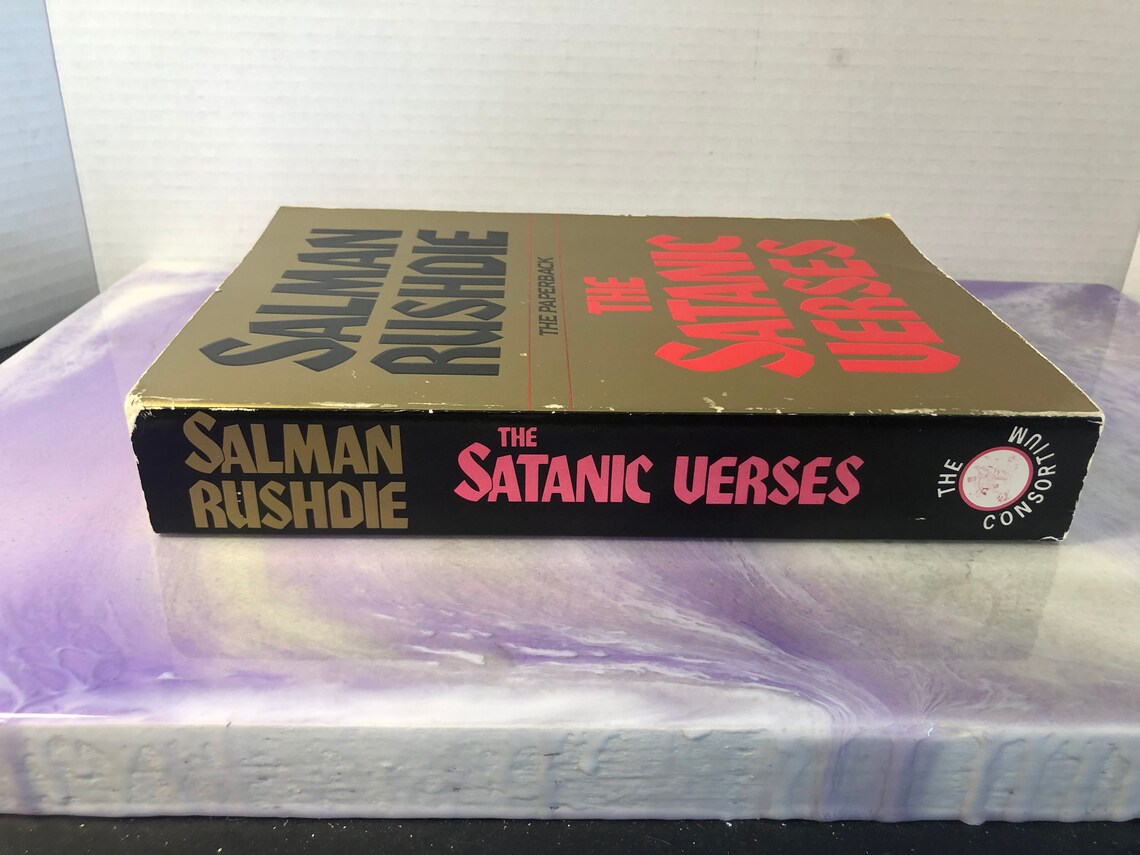 SALMAN
RUSHDIE
THE PAPERBACK
THE
SATANIC
VERSES
SALMAN
RUSHDIE
THE
SATANIC VERSES
THE CONSORTIUM